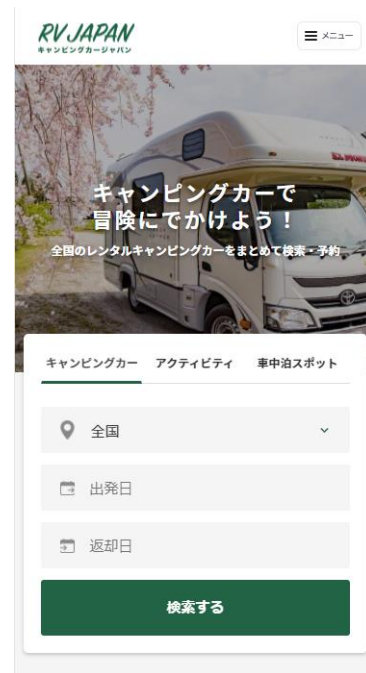 RV JAPAN
キャンピングカージャパン
メニュー
キャンピングカーで
冒険にでかけよう！
全国のレンタルキャンピングカーをまとめて検索・予約
キャンピングカー アクティビティ 車中泊スポット
全国
出発日
返却日
検索する